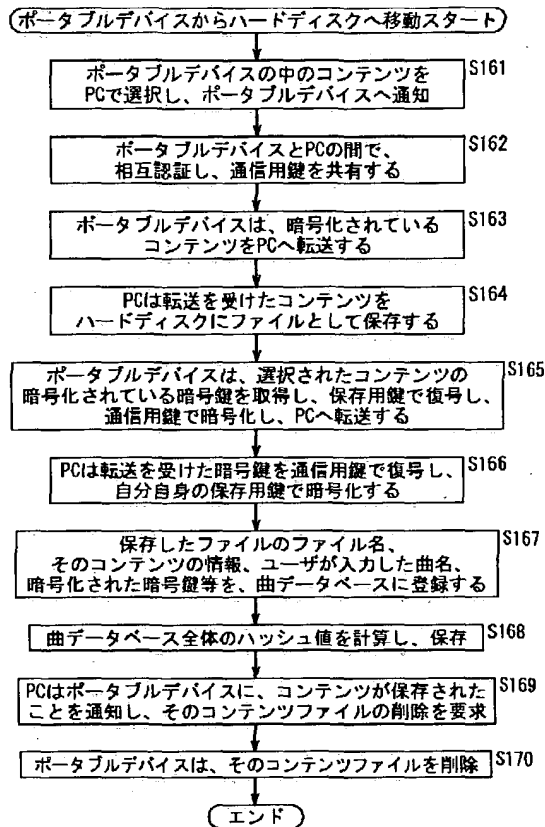 ポータブルデバイスからハードディスクへ移動スタート
S161
ポータブルデバイスの中のコンテンツを
PCで選択し、ポータブルデバイスへ通知
S162
ポータブルデバイスとPCの間で、
相互認証し、通信用鍵を共有する
S163
ポータブルデバイスは、暗号化されている
コンテンツをPCへ転送する
S164
PCは転送を受けたコンテンツを
ハードディスクにファイルとして保存する
S165
ポータブルデバイスは、選択されたコンテンツの
暗号化されている暗号鍵を取得し、保存用鍵で復号し、
通信用鍵で暗号化し、PCへ転送する
S166
PCは転送を受けた暗号鍵を通信用鍵で復号し、
自分自身の保存用鍵で暗号化する
S167
保存したファイルのファイル名、
そのコンテンツの情報、ユーザが入力した曲名、
暗号化された暗号鍵等を、曲データベースに登録する
S168
曲データベース全体のハッシュ値を計算し、保存
S169
PCはポータブルデバイスに、コンテンツが保存された
ことを通知し、そのコンテンツファイルの削除を要求
S170
ポータブルデバイスは、そのコンテンツファイルを削除
エンド